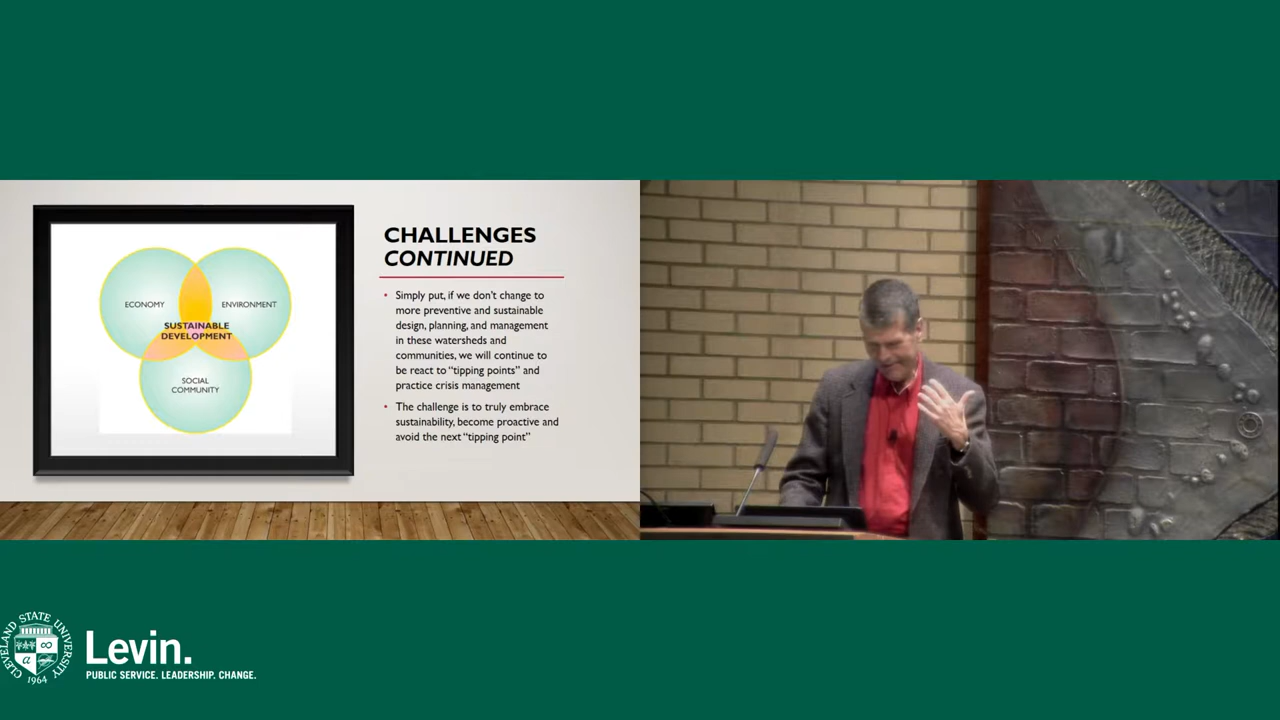 CHALLENGES
CONTINUED
ECONOMY
ENVIRONMENT
SUSTAINABLE
DEVELOPMENT
SOCIAL
COMMUNITY
• Simply put, if we don't change to
more preventive and sustainable
design, planning, and management
in these watersheds and
communities, we will continue to
be react to "tipping points" and
practice crisis management
• The challenge is to truly embrace
sustainability, become proactive and
avoid the next "tipping point"
CLEVELAND STATE UNIVERSITY
1964
Levin.
PUBLIC SERVICE. LEADERSHIP. CHANGE.